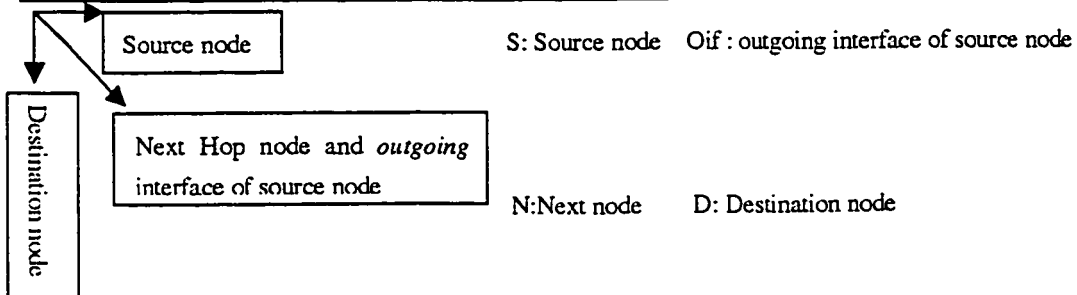 Source node
S: Source node Oif : outgoing interface of source node
Destination node
Next Hop node and outgoing
interface of source node
N:Next node D: Destination node